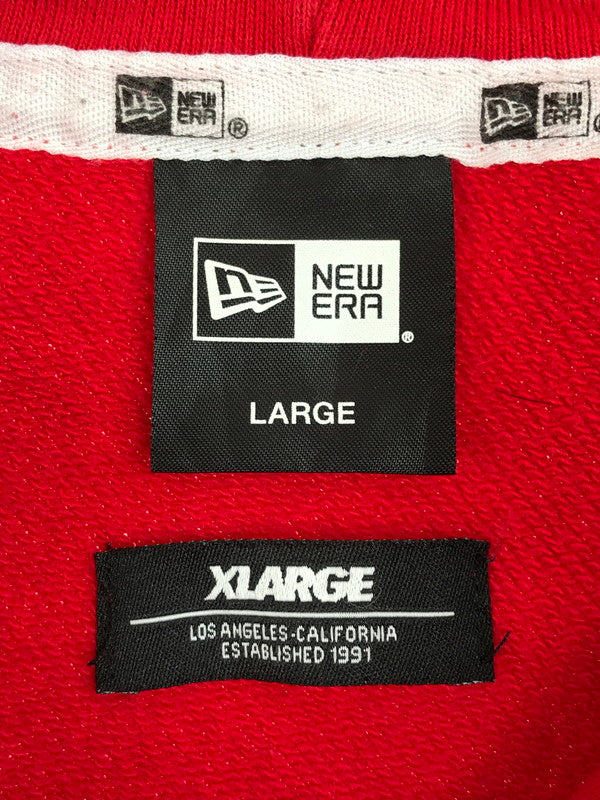 NEW
ERA®
NEW
ERA
NEW
ERA®
LARGE
XLARGE
LOS ANGELES-CALIFORNIA
ESTABLISHED 1991